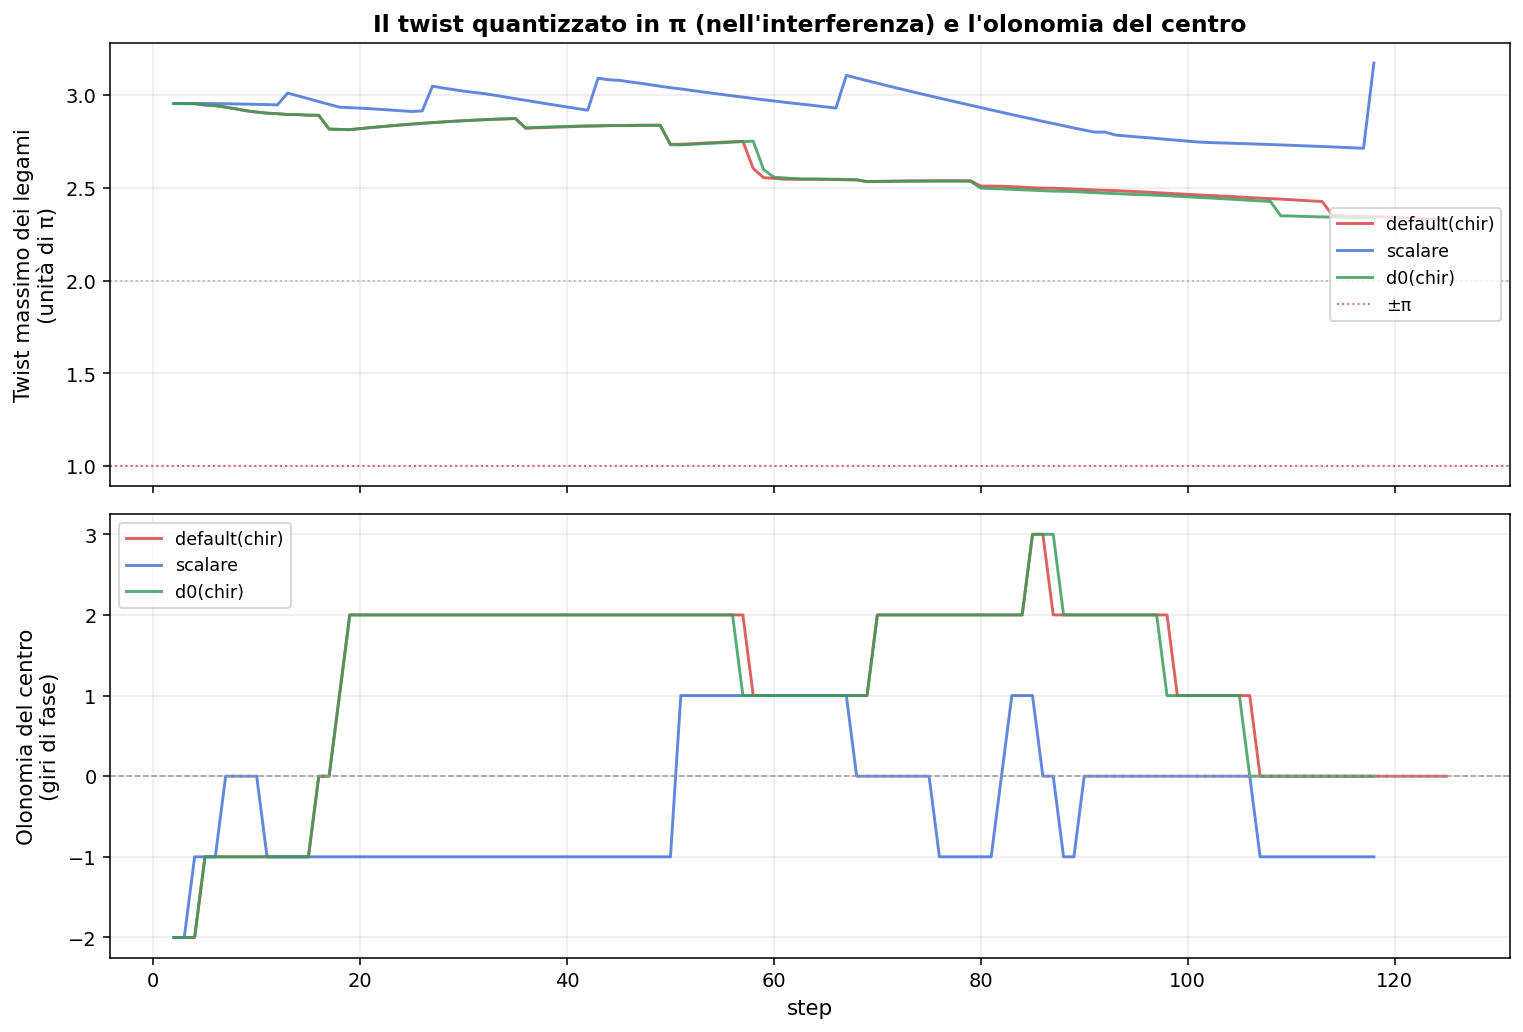 Il twist quantizzato in π (nell'interferenza) e l'olonomia del centro
Twist massimo dei legami
(unità di π)
3.0
2.5
2.0
1.5
1.0
default(chir)
scalare
d0(chir)
±π
Olonomia del centro
(giri di fase)
3
2
1
0
−1
−2
default(chir)
scalare
d0(chir)
0
20
40
60
80
100
120
step